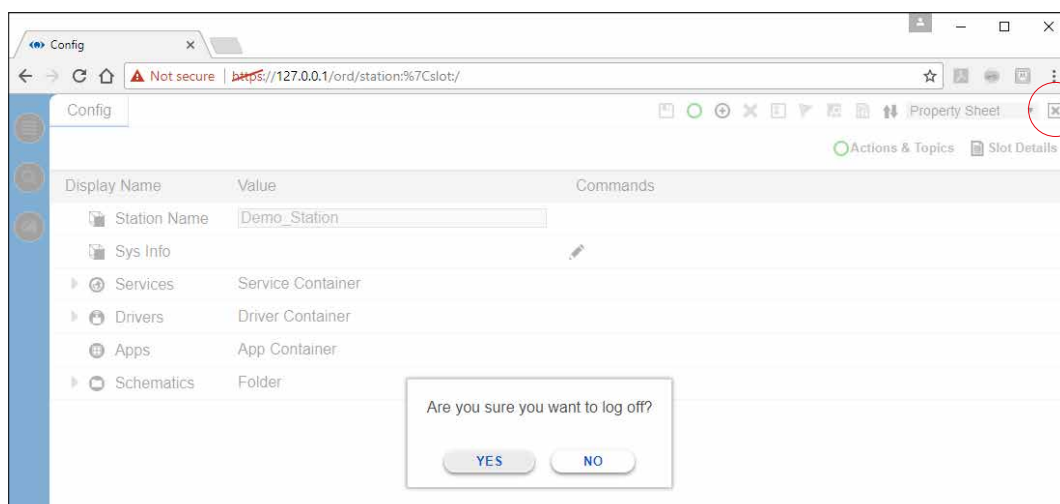 Config
Not secure | https://127.0.0.1/ord/station:%7Cslot:/
Config Property Sheet
Actions & Topics Slot Details
Display Name Value Commands
Station Name Demo_Station
Sys Info
Services Service Container
Drivers Driver Container
Apps App Container
Schematics Folder
Are you sure you want to log off?
YES NO